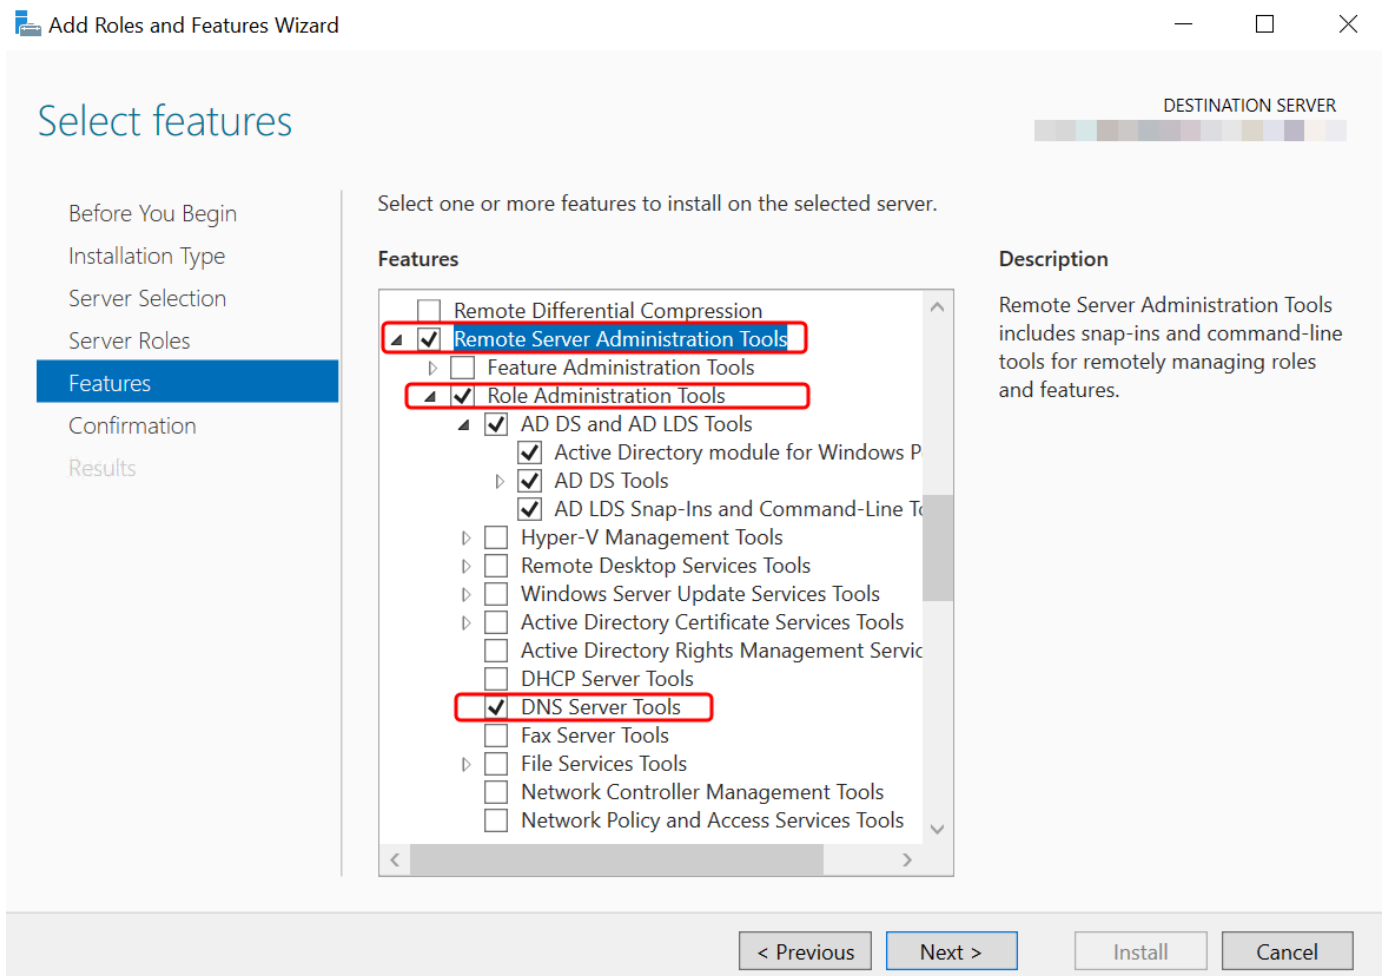 Add Roles and Features Wizard
Select features
DESTINATION SERVER
Before You Begin
Installation Type
Server Selection
Server Roles
Features
Confirmation
Results
Select one or more features to install on the selected server.
Features
Remote Differential Compression
Remote Server Administration Tools
Feature Administration Tools
Role Administration Tools
AD DS and AD LDS Tools
Active Directory module for Windows P
AD DS Tools
AD LDS Snap-Ins and Command-Line To
Hyper-V Management Tools
Remote Desktop Services Tools
Windows Server Update Services Tools
Active Directory Certificate Services Tools
Active Directory Rights Management Servic
DHCP Server Tools
DNS Server Tools
Fax Server Tools
File Services Tools
Network Controller Management Tools
Network Policy and Access Services Tools
Description
Remote Server Administration Tools
includes snap-ins and command-line
tools for remotely managing roles
and features.
< Previous
Next >
Install
Cancel